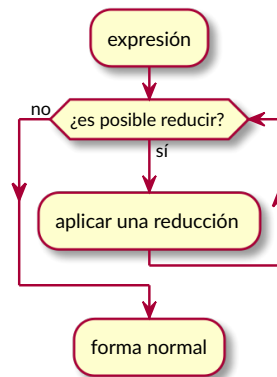 expresión
no
¿es posible reducir?
sí
aplicar una reducción
forma normal